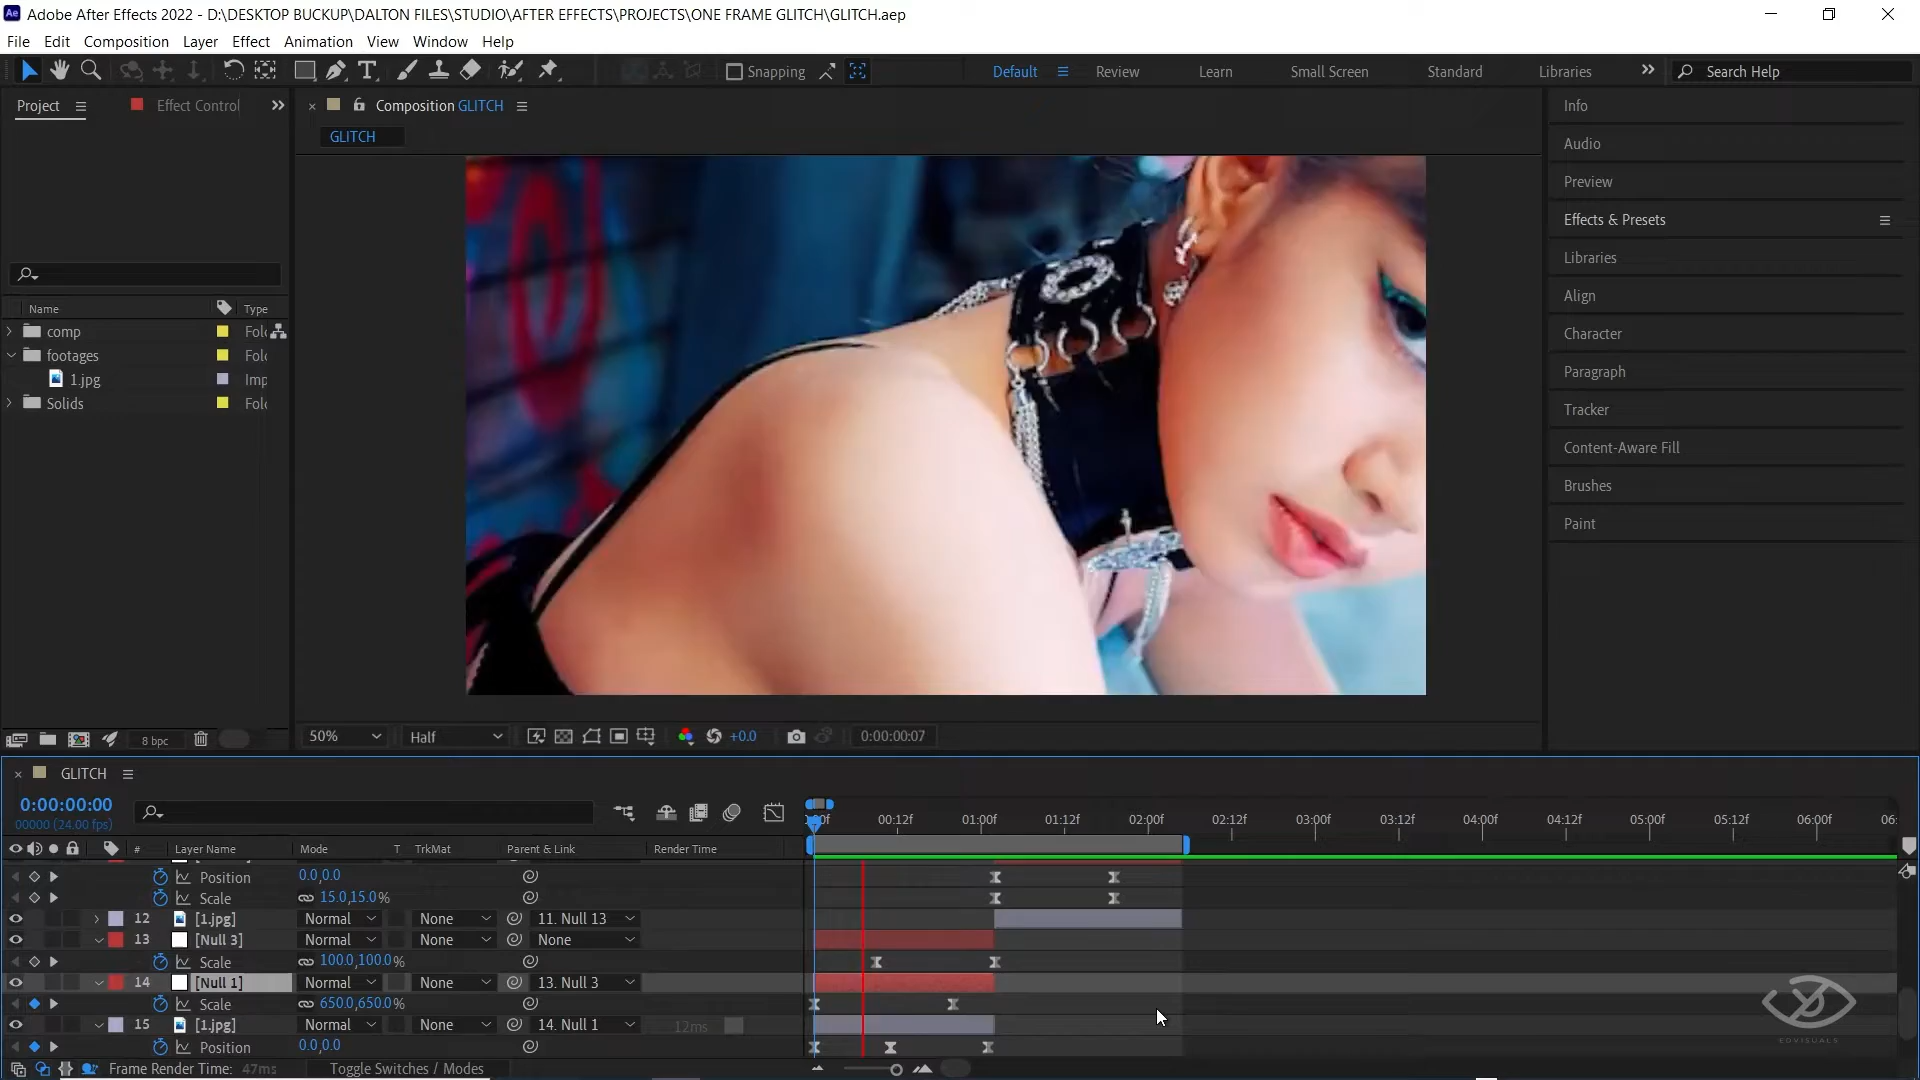 Adobe After Effects 2022 - D:\DESKTOP BUCKUP\DALTON FILES\STUDIO\AFTER EFFECTS\PROJECTS\ONE FRAME GLITCH\GLITCH.aep
File Edit Composition Layer Effect Animation View Window Help
Snapping Default Review Learn Small Screen Standard Libraries Search Help
Project Effect Control Composition GLITCH Info
GLITCH Audio
Preview
Effects & Presets
Libraries
Align
Name Type
comp Fol Character
footages Fol
1.jpg Imp Paragraph
Solids Fol Tracker
Content-Aware Fill
Brushes
Paint
8 bpc 50% Half +0.0 0:00:00:07
GLITCH
0:00:00:00
00000 (24.00 fps) 00:12f 01:00f 01:12f 02:00f 02:12f 03:00f 03:12f 04:00f 04:12f 05:00f 05:12f 06:00f 06:
# Layer Name Mode T TrkMat Parent & Link Render Time
Position 0.0,0.0
Scale 15.0,15.0%
12 [1.jpg] Normal None 11. Null 13
13 [Null 3] Normal None None
Scale 100.0,100.0%
14 [Null 1] Normal None 13. Null 3
Scale 650.0,650.0%
15 [1.jpg] Normal None 14. Null 1 12ms
EDVISUALS
Position 0.0,0.0
Frame Render Time: 47ms Toggle Switches / Modes